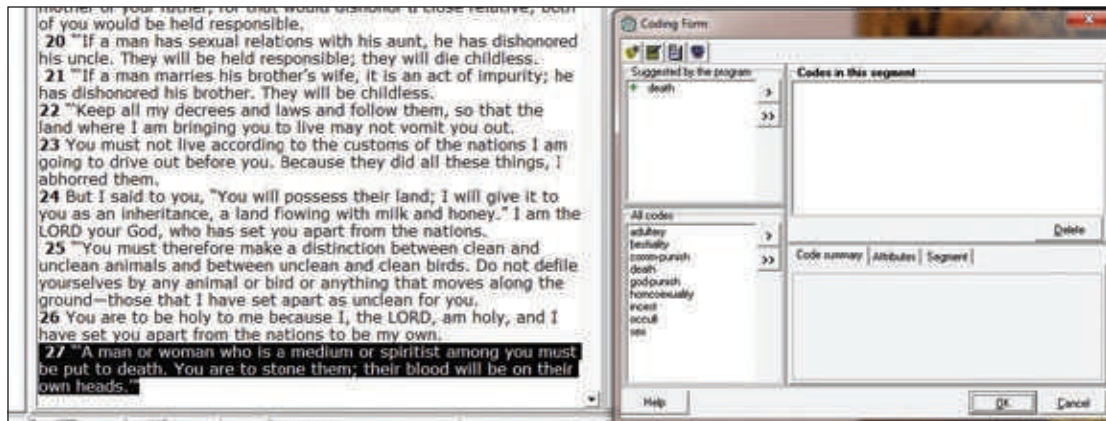 mother of your father, for that would dishonor a close relative; both
of you would be held responsible.
20 "'If a man has sexual relations with his aunt, he has dishonored
his uncle. They will be held responsible; they will die childless.
21 "'If a man marries his brother's wife, it is an act of impurity; he
has dishonored his brother. They will be childless.
22 "'Keep all my decrees and laws and follow them, so that the
land where I am bringing you to live may not vomit you out.
23 You must not live according to the customs of the nations I am
going to drive out before you. Because they did all these things, I
abhorred them.
24 But I said to you, "You will possess their land; I will give it to
you as an inheritance, a land flowing with milk and honey." I am the
LORD your God, who has set you apart from the nations.
25 "'You must therefore make a distinction between clean and
unclean animals and between unclean and clean birds. Do not defile
yourselves by any animal or bird or anything that moves along the
ground—those that I have set apart as unclean for you.
26 You are to be holy to me because I, the LORD, am holy, and I
have set you apart from the nations to be my own.
27 "'A man or woman who is a medium or spiritist among you must
be put to death. You are to stone them; their blood will be on their
own heads.'"
Coding Form
Suggested by the program
+ death
>
>>
Codes in this segment
All codes
adultery
bestiality
comm-punish
death
god-punish
homosexuality
incest
occult
sex
>
>>
Delete
Code summary
Attributes
Segment
Help
OK
Cancel